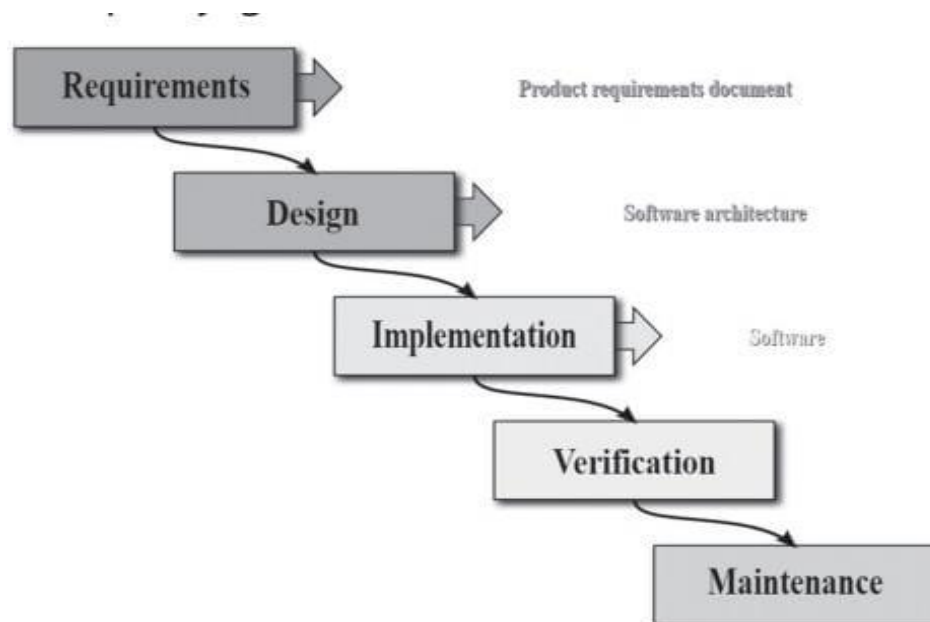 Requirements
Product requirements document
Design
Software architecture
Implementation
Software
Verification
Maintenance